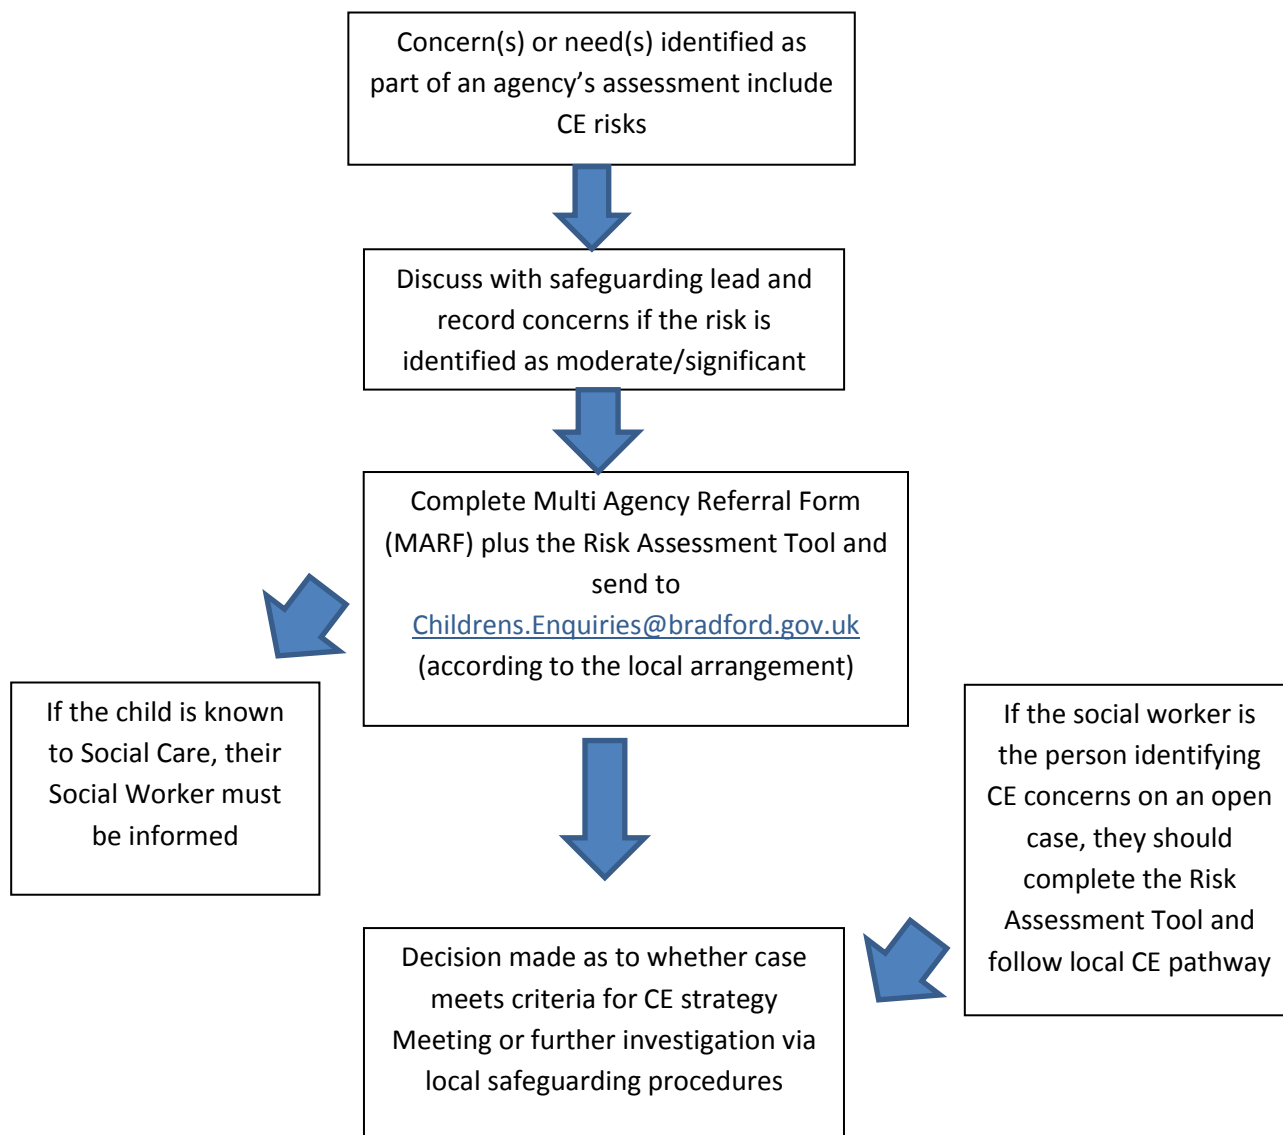 Concern(s) or need(s) identified as
part of an agency’s assessment include
CE risks
Discuss with safeguarding lead and
record concerns if the risk is
identified as moderate/significant
Complete Multi Agency Referral Form
(MARF) plus the Risk Assessment Tool and
send to
Childrens.Enquiries@bradford.gov.uk
(according to the local arrangement)
If the child is known
to Social Care, their
Social Worker must
be informed
If the social worker is
the person identifying
CE concerns on an open
case, they should
complete the Risk
Assessment Tool and
follow local CE pathway
Decision made as to whether case
meets criteria for CE strategy
Meeting or further investigation via
local safeguarding procedures